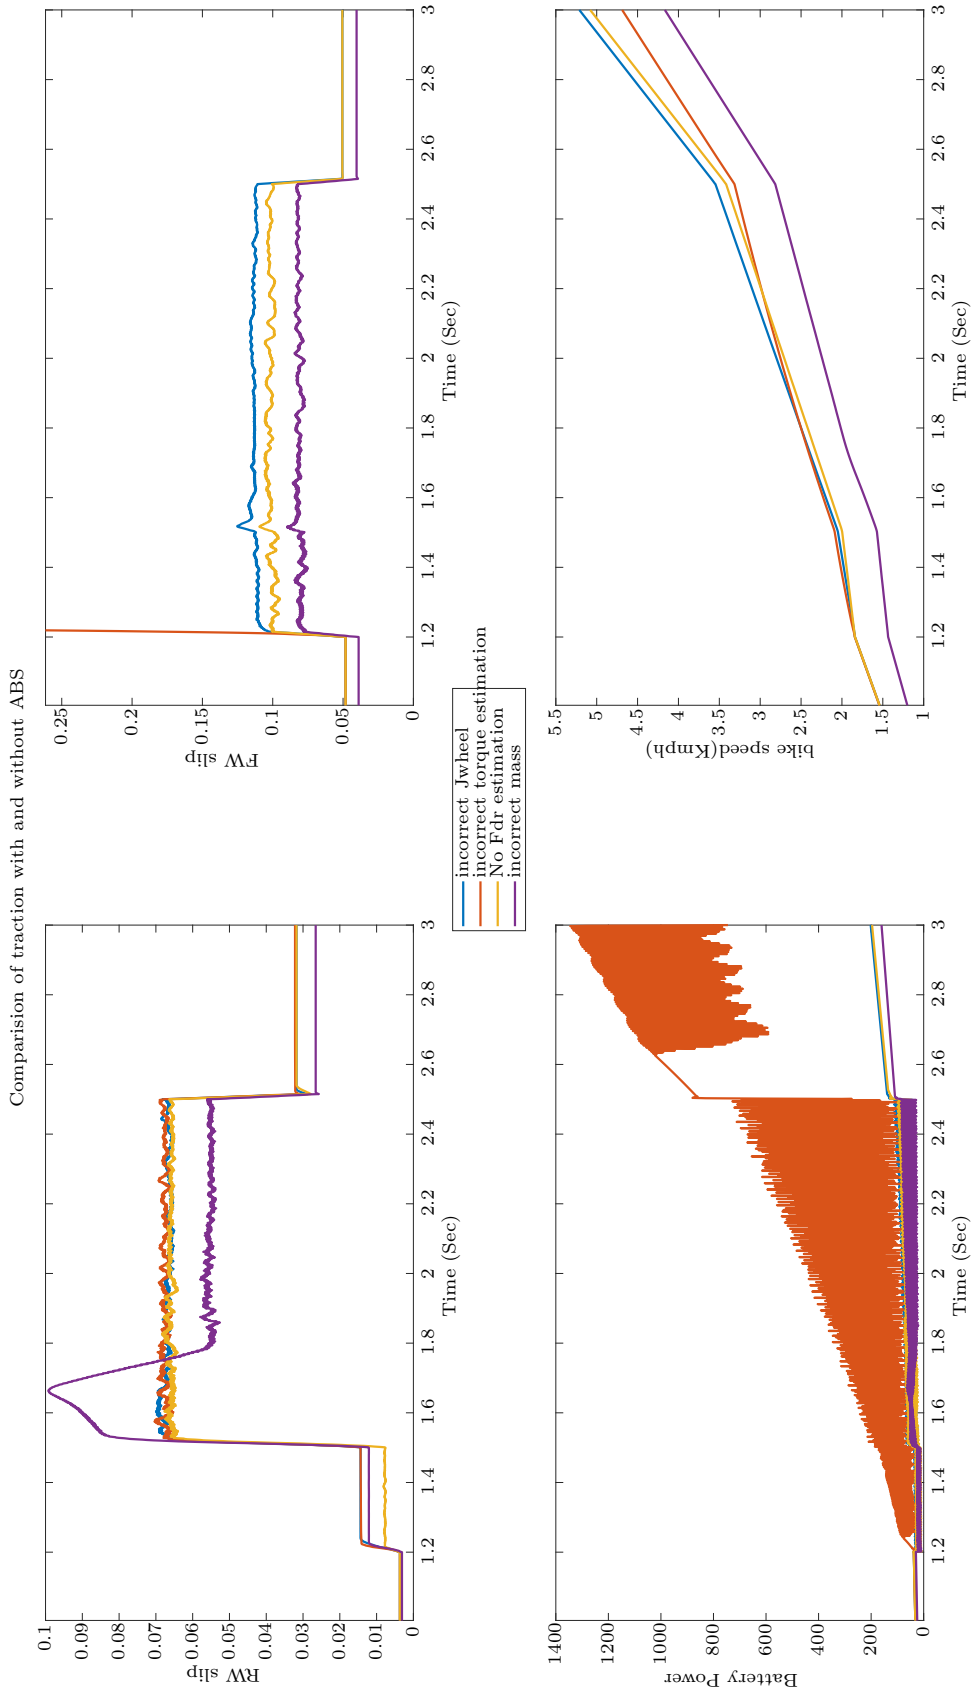 Comparision of traction with and without ABS
0.1
0.09
0.08
0.07
0.06
0.05
0.04
0.03
0.02
0.01
0
RW slip
1.2 1.4 1.6 1.8 2 2.2 2.4 2.6 2.8 3
Time (Sec)
0.25
0.2
0.15
0.1
0.05
0
FW slip
1.2 1.4 1.6 1.8 2 2.2 2.4 2.6 2.8 3
Time (Sec)
incorrect Jwheel
incorrect torque estimation
No Fdr estimation
incorrect mass
1400
1200
1000
800
600
400
200
0
Battery Power
1.2 1.4 1.6 1.8 2 2.2 2.4 2.6 2.8 3
Time (Sec)
5.5
5
4.5
4
3.5
3
2.5
2
1.5
1
bike speed(Kmph)
1.2 1.4 1.6 1.8 2 2.2 2.4 2.6 2.8 3
Time (Sec)